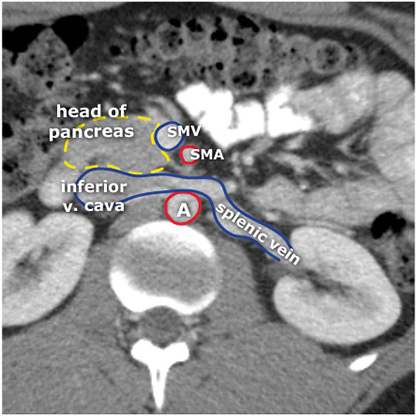 head of
pancreas
SMV
SMA
inferior
v. cava
A
splenic vein